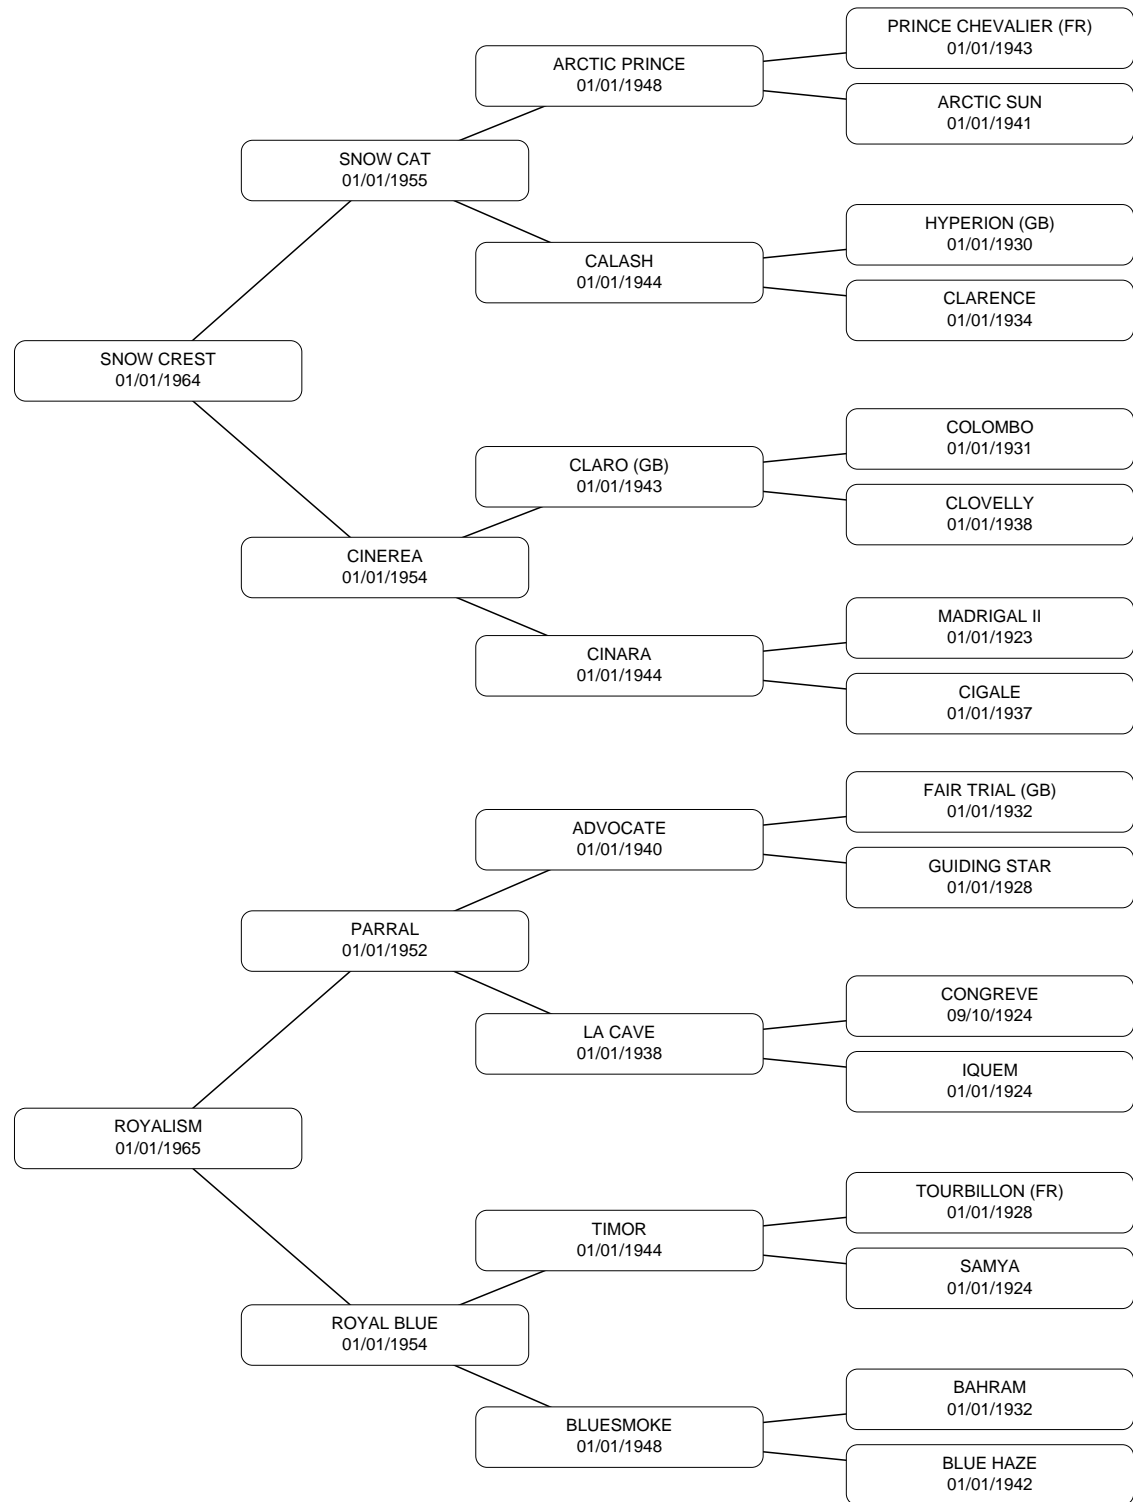 PRINCE CHEVALIER (FR)
01/01/1943
ARCTIC PRINCE
01/01/1948
ARCTIC SUN
01/01/1941
SNOW CAT
01/01/1955
HYPERION (GB)
01/01/1930
CALASH
01/01/1944
CLARENCE
01/01/1934
SNOW CREST
01/01/1964
COLOMBO
01/01/1931
CLARO (GB)
01/01/1943
CLOVELLY
01/01/1938
CINEREA
01/01/1954
MADRIGAL II
01/01/1923
CINARA
01/01/1944
CIGALE
01/01/1937
FAIR TRIAL (GB)
01/01/1932
ADVOCATE
01/01/1940
GUIDING STAR
01/01/1928
PARRAL
01/01/1952
CONGREVE
09/10/1924
LA CAVE
01/01/1938
IQUEM
01/01/1924
ROYALISM
01/01/1965
TOURBILLON (FR)
01/01/1928
TIMOR
01/01/1944
SAMYA
01/01/1924
ROYAL BLUE
01/01/1954
BAHRAM
01/01/1932
BLUESMOKE
01/01/1948
BLUE HAZE
01/01/1942